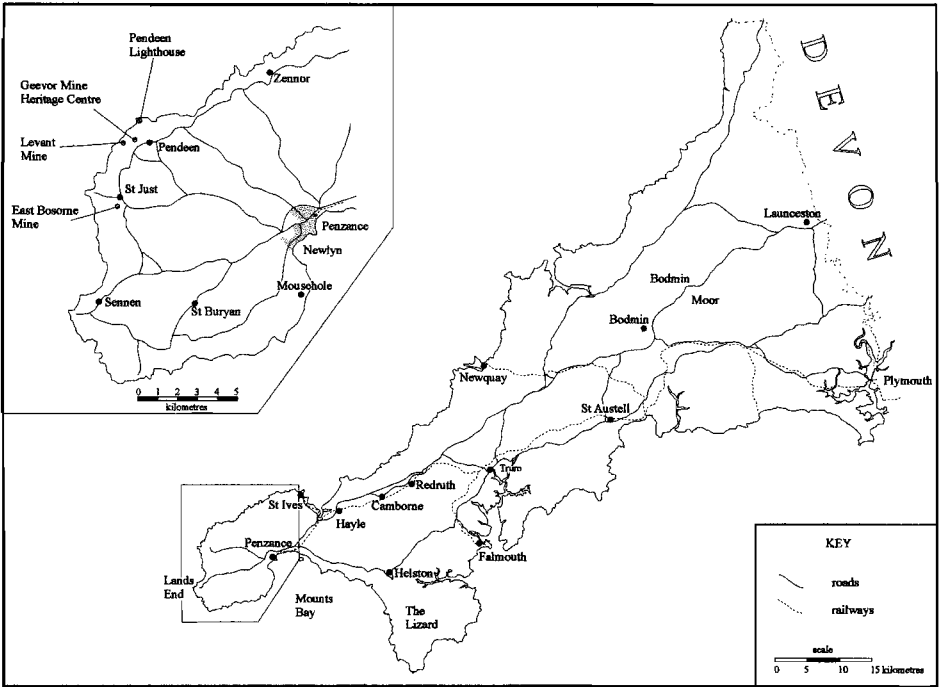 Pendeen
Lighthouse
Geevor Mine
Heritage Centre
Levant
Mine
Zennor
Pendeen
St Just
East Bosorne
Mine
Penzance
Newlyn
Mousehole
Sennen
St Buryan
0 1 2 3 4 5
kilometres
DEVON
Launceston
Bodmin
Moor
Bodmin
Newquay
Plymouth
St Austell
Truro
Redruth
Camborne
St Ives
Hayle
Penzance
Falmouth
Helston
Lands
End
Mounts
Bay
The
Lizard
KEY
roads
railways
scale
0 5 10 15 kilometres